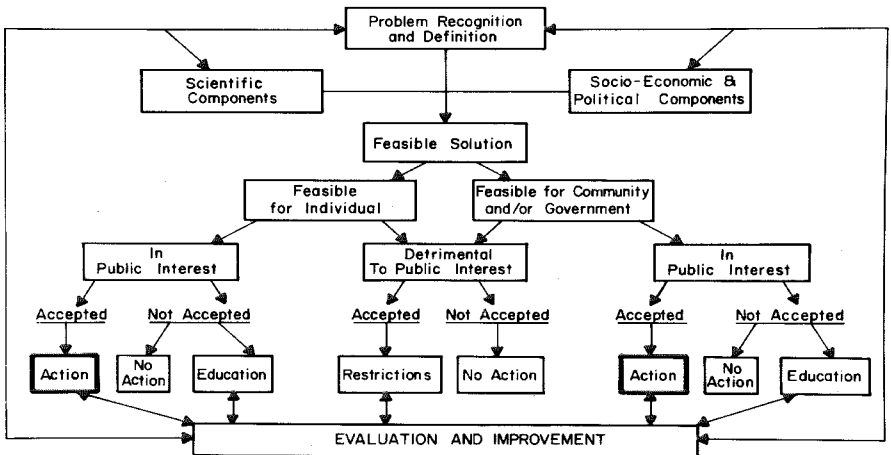 Problem Recognition
and Definition
Scientific
Components
Socio-Economic &
Political Components
Feasible Solution
Feasible
for Individual
Feasible for Community
and/or Government
In
Public Interest
Detrimental
To Public Interest
In
Public Interest
Accepted
Not Accepted
Accepted
Not Accepted
Accepted
Not Accepted
Action
No
Action
Education
Restrictions
No Action
Action
No
Action
Education
EVALUATION AND IMPROVEMENT